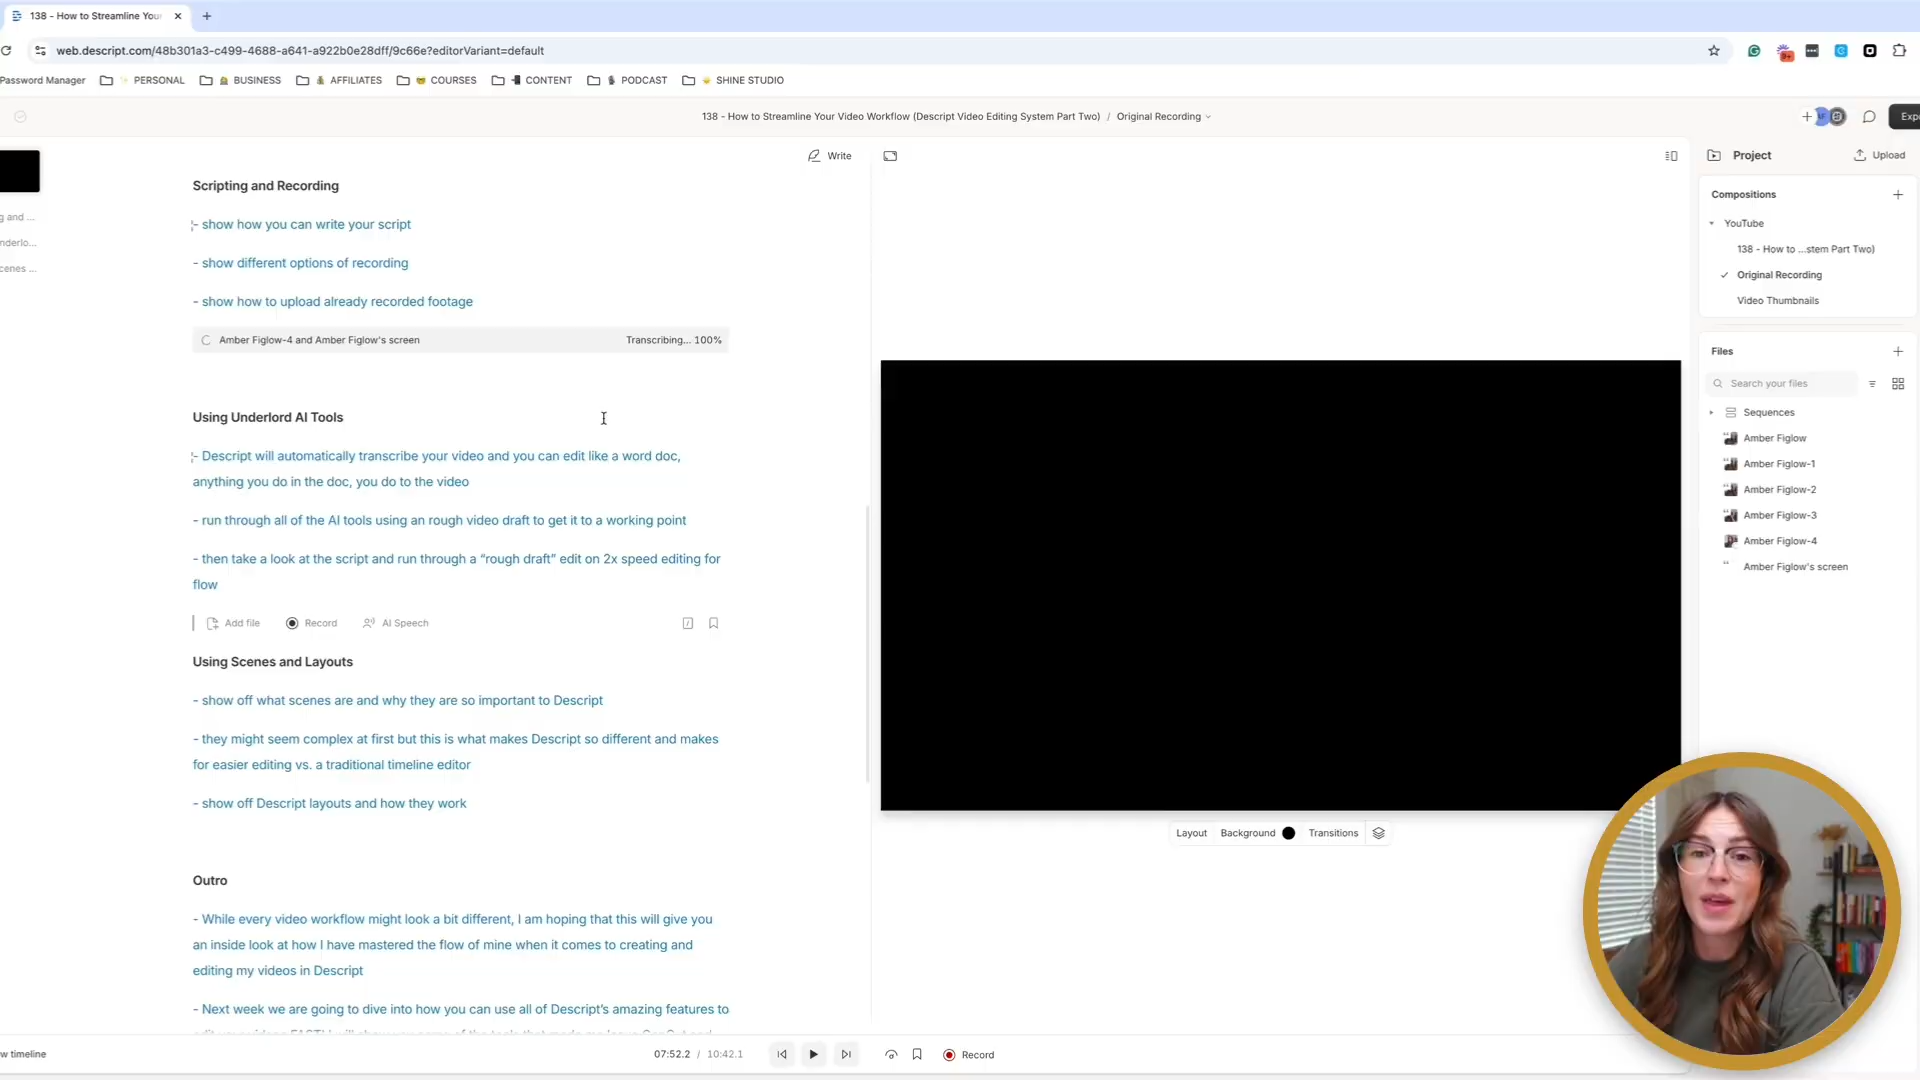 138 - How to Streamline Your
web.descript.com/48b301a3-c499-4688-a641-a922b0e28dff/9c66e?editorVariant=default
Password Manager
PERSONAL
BUSINESS
AFFILIATES
COURSES
CONTENT
PODCAST
SHINE STUDIO
138 - How to Streamline Your Video Workflow (Descript Video Editing System Part Two) / Original Recording
Expo
Write
Project
Upload
g and ...
nderlo...
cenes ...
Scripting and Recording
- show how you can write your script
- show different options of recording
- show how to upload already recorded footage
Amber Figlow-4 and Amber Figlow's screen Transcribing... 100%
Using Underlord AI Tools
- Descript will automatically transcribe your video and you can edit like a word doc,
anything you do in the doc, you do to the video
- run through all of the AI tools using an rough video draft to get it to a working point
- then take a look at the script and run through a “rough draft” edit on 2x speed editing for
flow
Add file
Record
AI Speech
Using Scenes and Layouts
- show off what scenes are and why they are so important to Descript
- they might seem complex at first but this is what makes Descript so different and makes
for easier editing vs. a traditional timeline editor
- show off Descript layouts and how they work
Outro
- While every video workflow might look a bit different, I am hoping that this will give you
an inside look at how I have mastered the flow of mine when it comes to creating and
editing my videos in Descript
- Next week we are going to dive into how you can use all of Descript's amazing features to
Layout
Background
Transitions
Compositions
YouTube
138 - How to ...stem Part Two)
Original Recording
Video Thumbnails
Files
Search your files
Sequences
Amber Figlow
Amber Figlow-1
Amber Figlow-2
Amber Figlow-3
Amber Figlow-4
Amber Figlow's screen
w timeline
07:52.2 / 10:42.1
Record